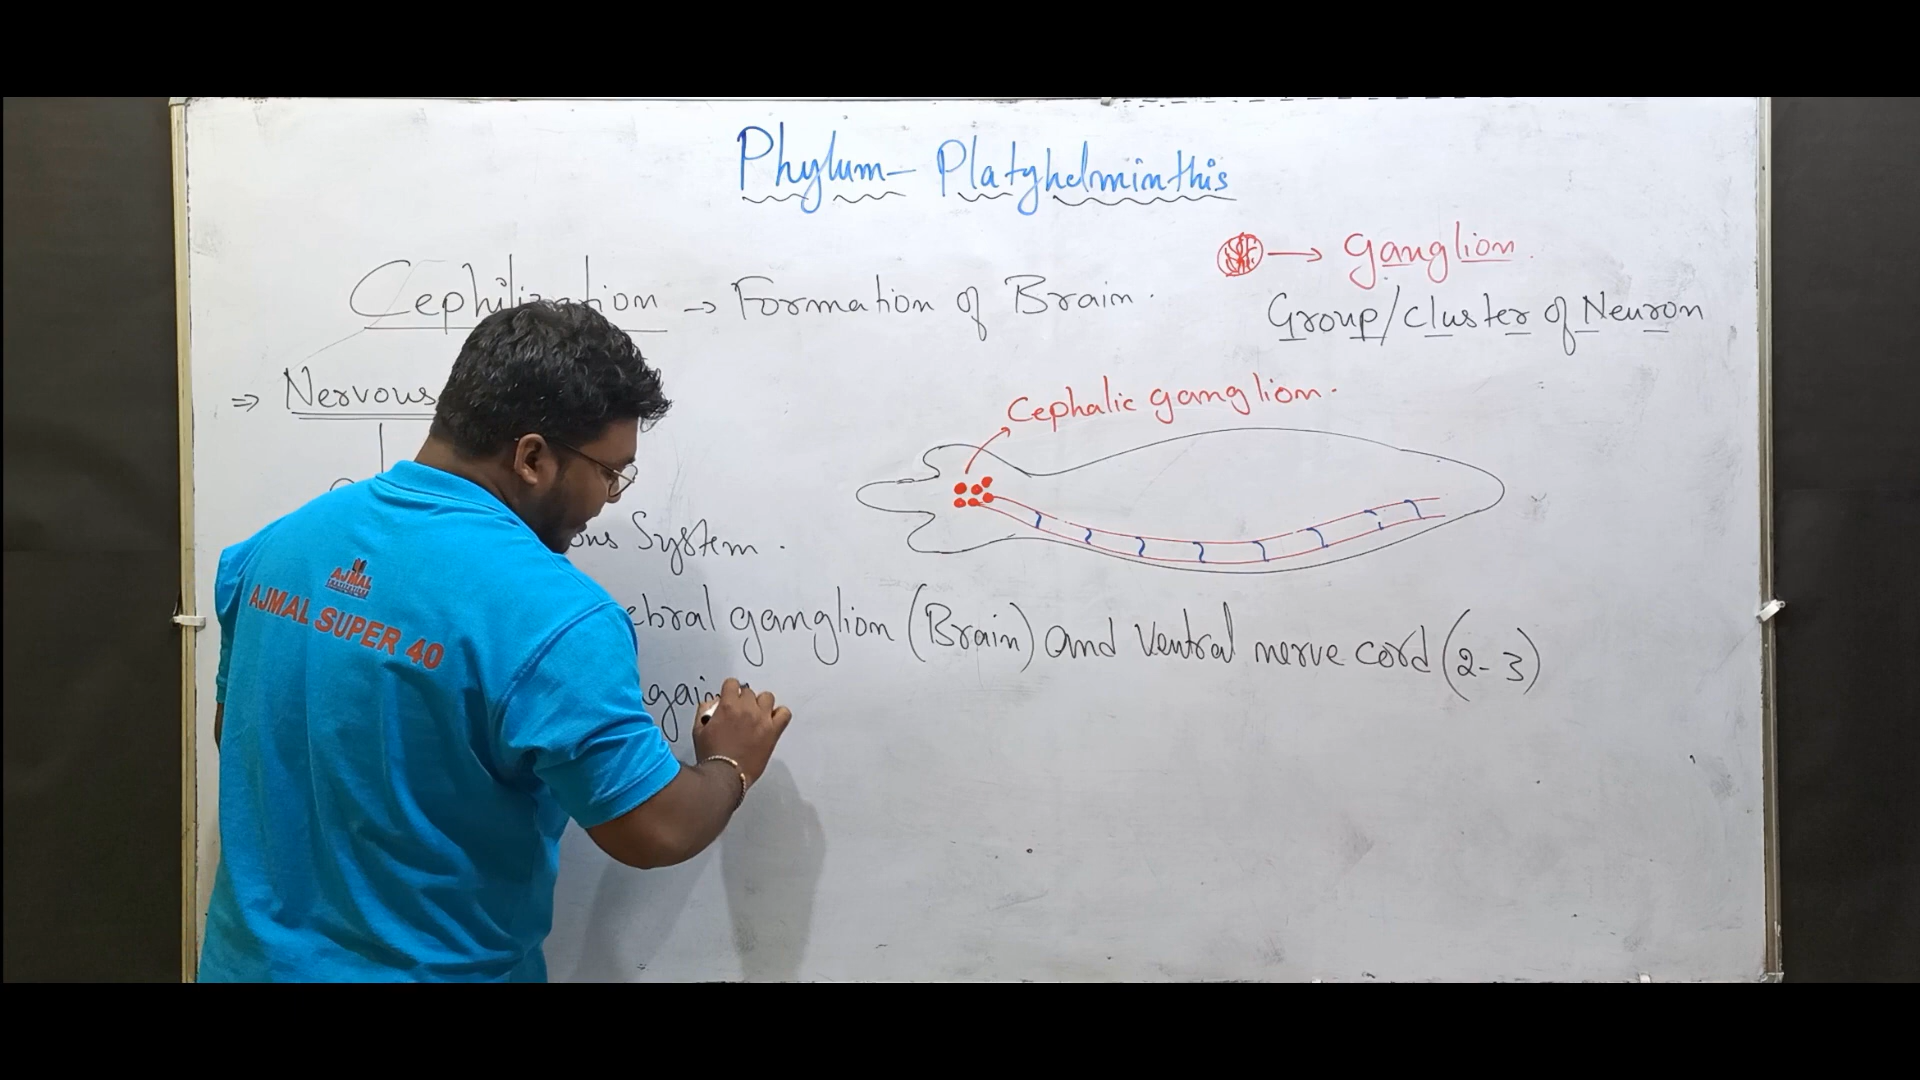 Phylum- Platyhelminthis
Ganglion.
Cephilization → Formation of Brain.
Group/cluster of Neuron
⇒ Nervous
Cephalic ganglion.
System.
ganglion (Brain) and Ventral nerve cord (2-3)
AJMAL
AJMAL SUPER 40